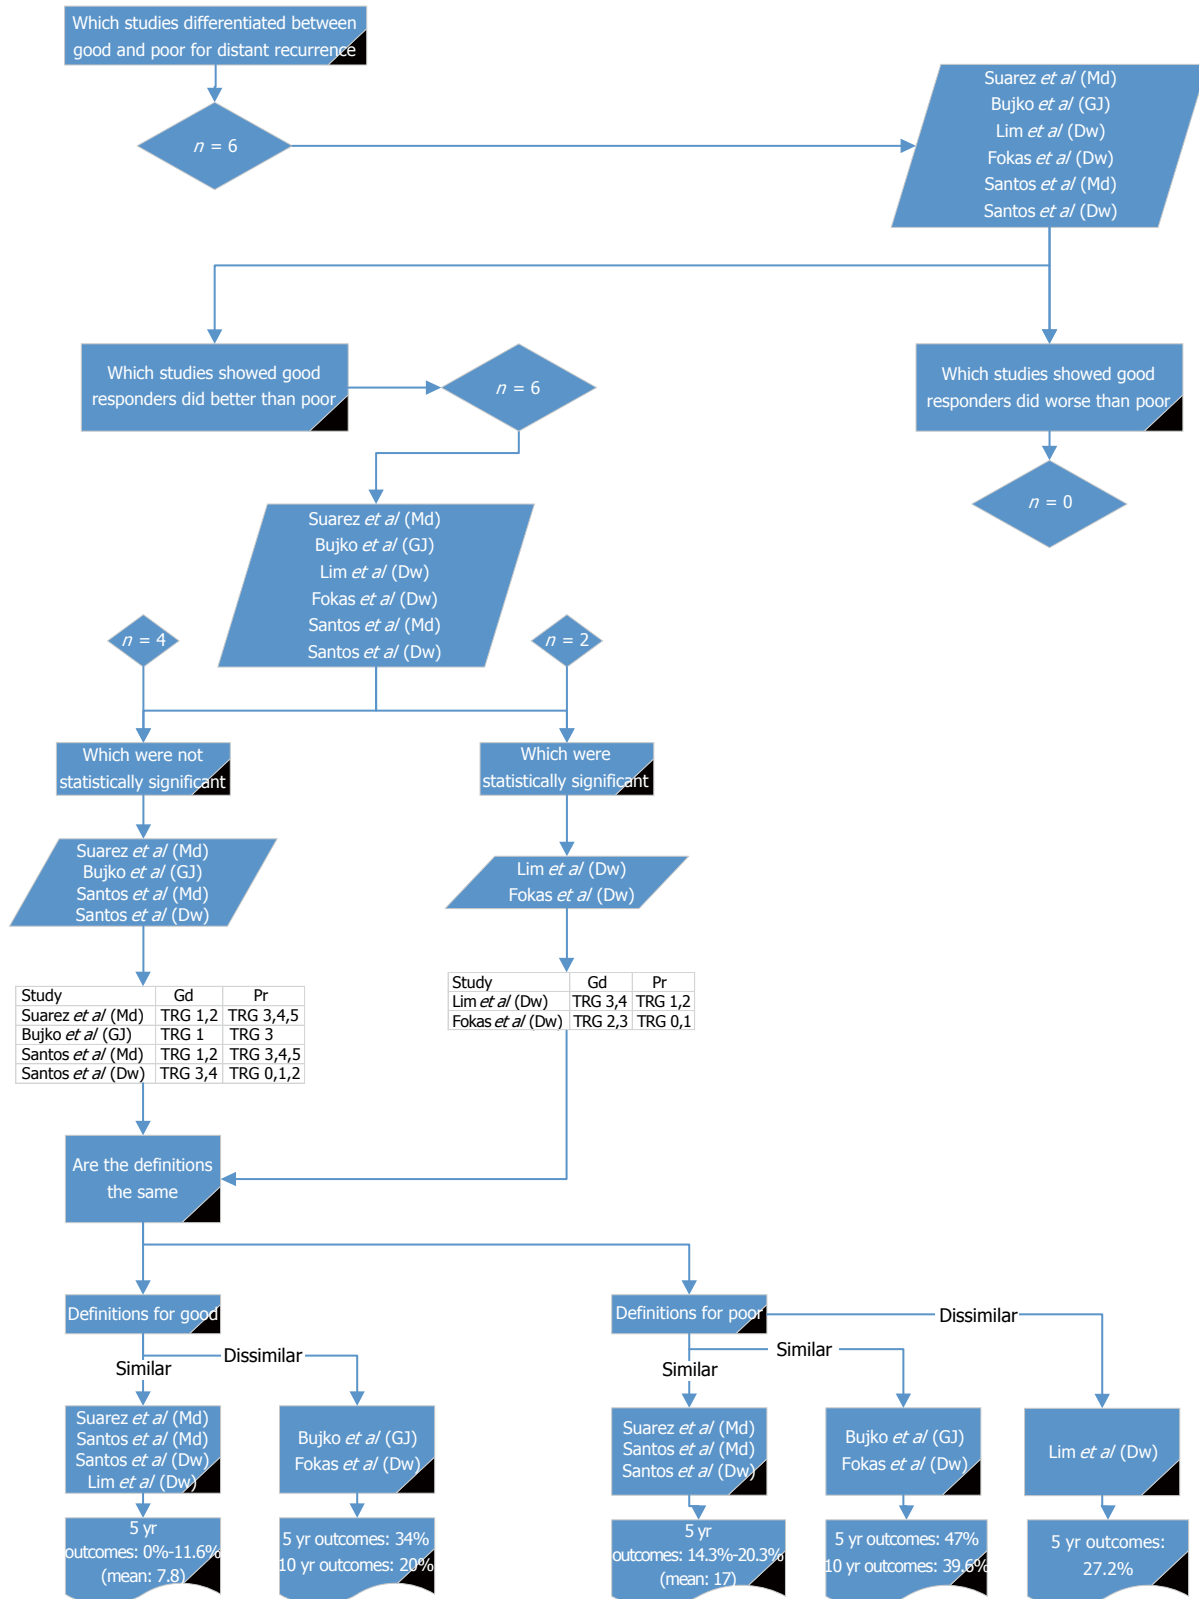 Which studies differentiated between
good and poor for distant recurrence
n = 6
Suarez et al (Md)
Bujko et al (GJ)
Lim et al (Dw)
Fokas et al (Dw)
Santos et al (Md)
Santos et al (Dw)
Which studies showed good
responders did better than poor
n = 6
Which studies showed good
responders did worse than poor
n = 0
Suarez et al (Md)
Bujko et al (GJ)
Lim et al (Dw)
Fokas et al (Dw)
Santos et al (Md)
Santos et al (Dw)
n = 4
n = 2
Which were not
statistically significant
Which were
statistically significant
Suarez et al (Md)
Bujko et al (GJ)
Santos et al (Md)
Santos et al (Dw)
Lim et al (Dw)
Fokas et al (Dw)
Study Gd Pr
Suarez et al (Md) TRG 1,2 TRG 3,4,5
Bujko et al (GJ) TRG 1 TRG 3
Santos et al (Md) TRG 1,2 TRG 3,4,5
Santos et al (Dw) TRG 3,4 TRG 0,1,2
Study Gd Pr
Lim et al (Dw) TRG 3,4 TRG 1,2
Fokas et al (Dw) TRG 2,3 TRG 0,1
Are the definitions
the same
Definitions for good
Definitions for poor
Similar
Dissimilar
Similar
Similar
Dissimilar
Suarez et al (Md)
Santos et al (Md)
Santos et al (Dw)
Lim et al (Dw)
Bujko et al (GJ)
Fokas et al (Dw)
Suarez et al (Md)
Santos et al (Md)
Santos et al (Dw)
Bujko et al (GJ)
Fokas et al (Dw)
Lim et al (Dw)
5 yr
outcomes: 0%-11.6%
(mean: 7.8)
5 yr outcomes: 34%
10 yr outcomes: 20%
5 yr
outcomes: 14.3%-20.3%
(mean: 17)
5 yr outcomes: 47%
10 yr outcomes: 39.6%
5 yr outcomes:
27.2%